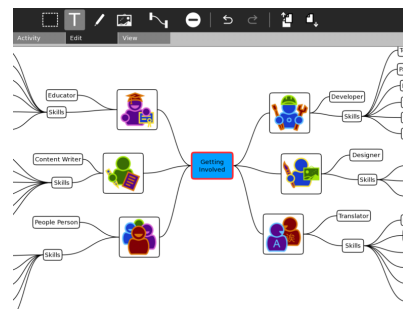 Activity
Edit
View
Educator
Skills
Content Writer
Skills
People Person
Skills
Getting
Involved
Developer
Skills
Designer
Skills
Translator
Skills
A